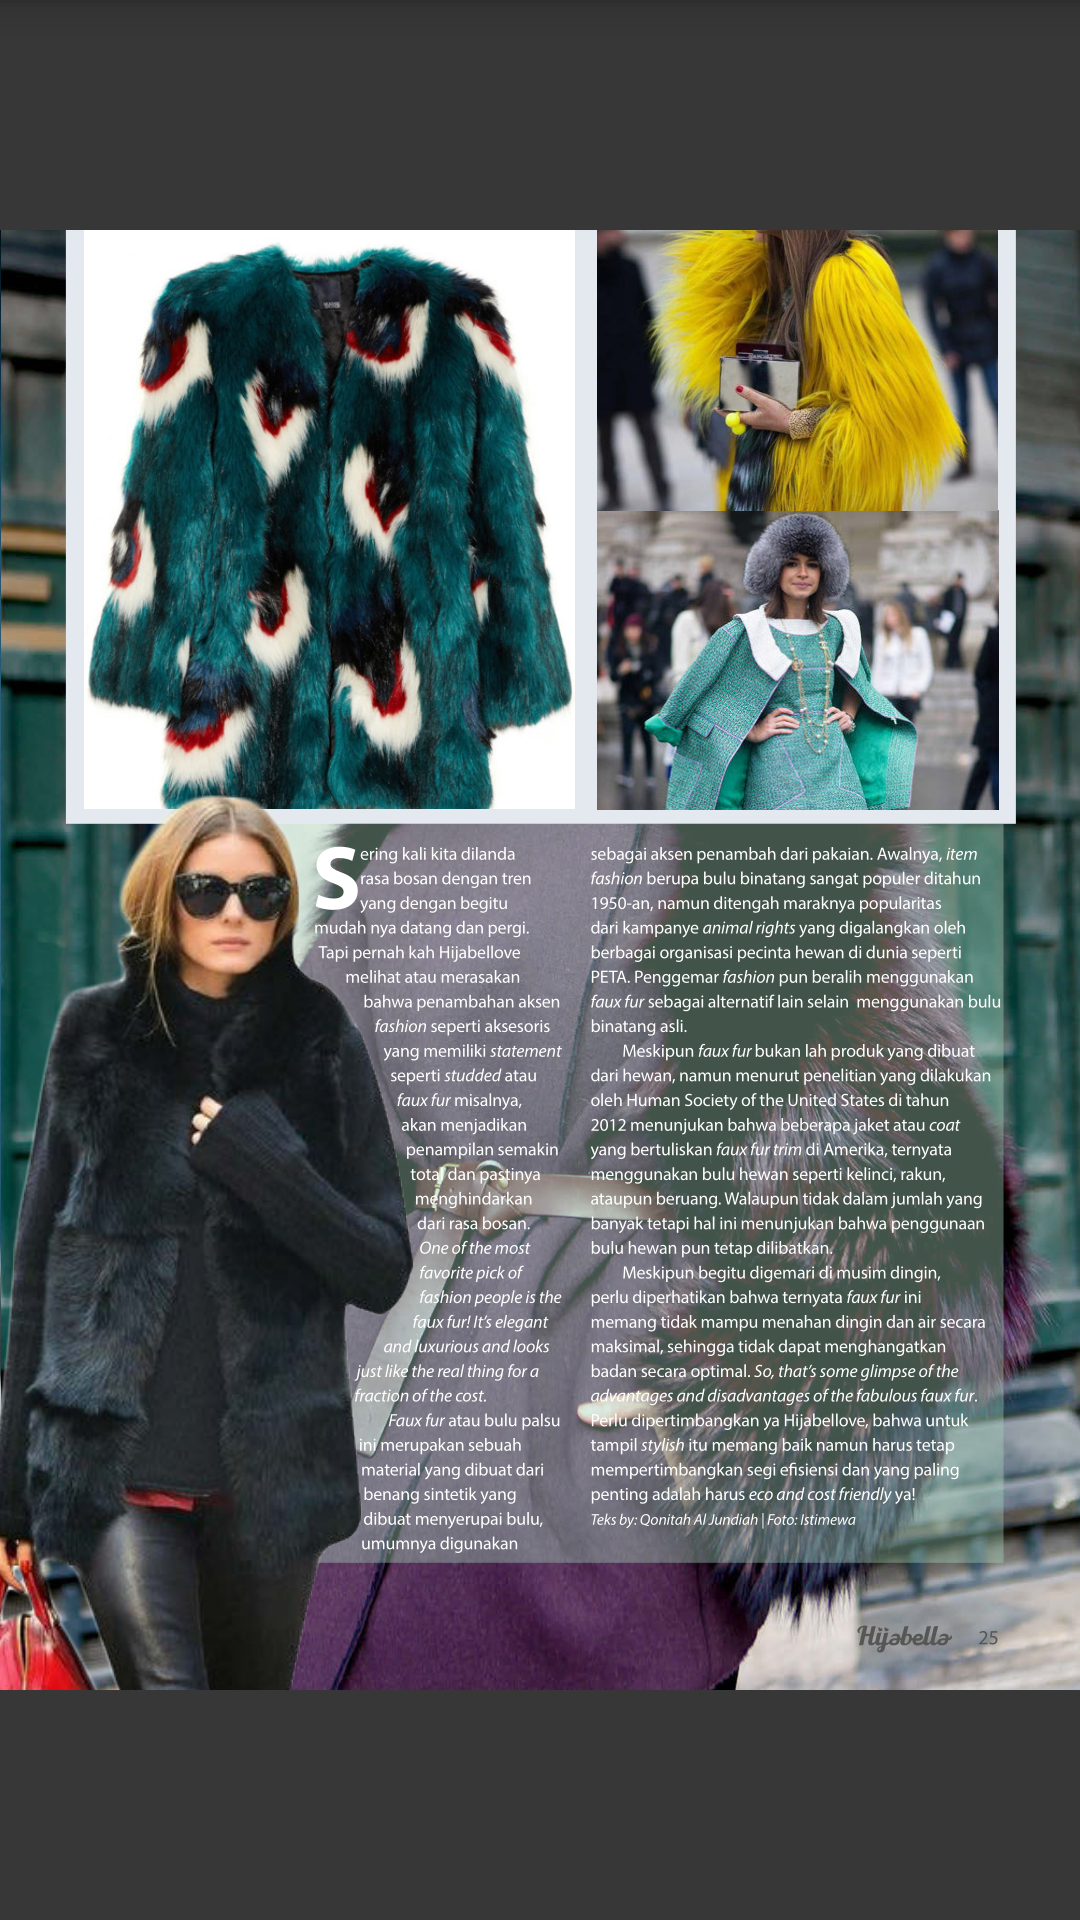 Sering kali kita dilanda
rasa bosan dengan tren
yang dengan begitu
mudah nya datang dan pergi.
Tapi pernah kah Hijabellove
melihat atau merasakan
bahwa penambahan aksen
fashion seperti aksesoris
yang memiliki statement
seperti studded atau
faux fur misalnya,
akan menjadikan
penampilan semakin
total dan pastinya
menghindarkan
dari rasa bosan.
One of the most
favorite pick of
fashion people is the
faux fur! It's elegant
and luxurious and looks
just like the real thing for a
fraction of the cost.
Faux fur atau bulu palsu
ini merupakan sebuah
material yang dibuat dari
benang sintetik yang
dibuat menyerupai bulu,
umumnya digunakan
sebagai aksen penambah dari pakaian. Awalnya, item
fashion berupa bulu binatang sangat populer ditahun
1950-an, namun ditengah maraknya popularitas
dari kampanye animal rights yang digalangkan oleh
berbagai organisasi pecinta hewan di dunia seperti
PETA. Penggemar fashion pun beralih menggunakan
faux fur sebagai alternatif lain selain  menggunakan bulu
binatang asli.
Meskipun faux fur bukan lah produk yang dibuat
dari hewan, namun menurut penelitian yang dilakukan
oleh Human Society of the United States di tahun
2012 menunjukan bahwa beberapa jaket atau coat
yang bertuliskan faux fur trim di Amerika, ternyata
menggunakan bulu hewan seperti kelinci, rakun,
ataupun beruang. Walaupun tidak dalam jumlah yang
banyak tetapi hal ini menunjukan bahwa penggunaan
bulu hewan pun tetap dilibatkan.
Meskipun begitu digemari di musim dingin,
perlu diperhatikan bahwa ternyata faux fur ini
memang tidak mampu menahan dingin dan air secara
maksimal, sehingga tidak dapat menghangatkan
badan secara optimal. So, that's some glimpse of the
advantages and disadvantages of the fabulous faux fur.
Perlu dipertimbangkan ya Hijabellove, bahwa untuk
tampil stylish itu memang baik namun harus tetap
mempertimbangkan segi efisiensi dan yang paling
penting adalah harus eco and cost friendly ya!
Teks by: Qonitah Al Jundiah | Foto: Istimewa
Hijabella 25